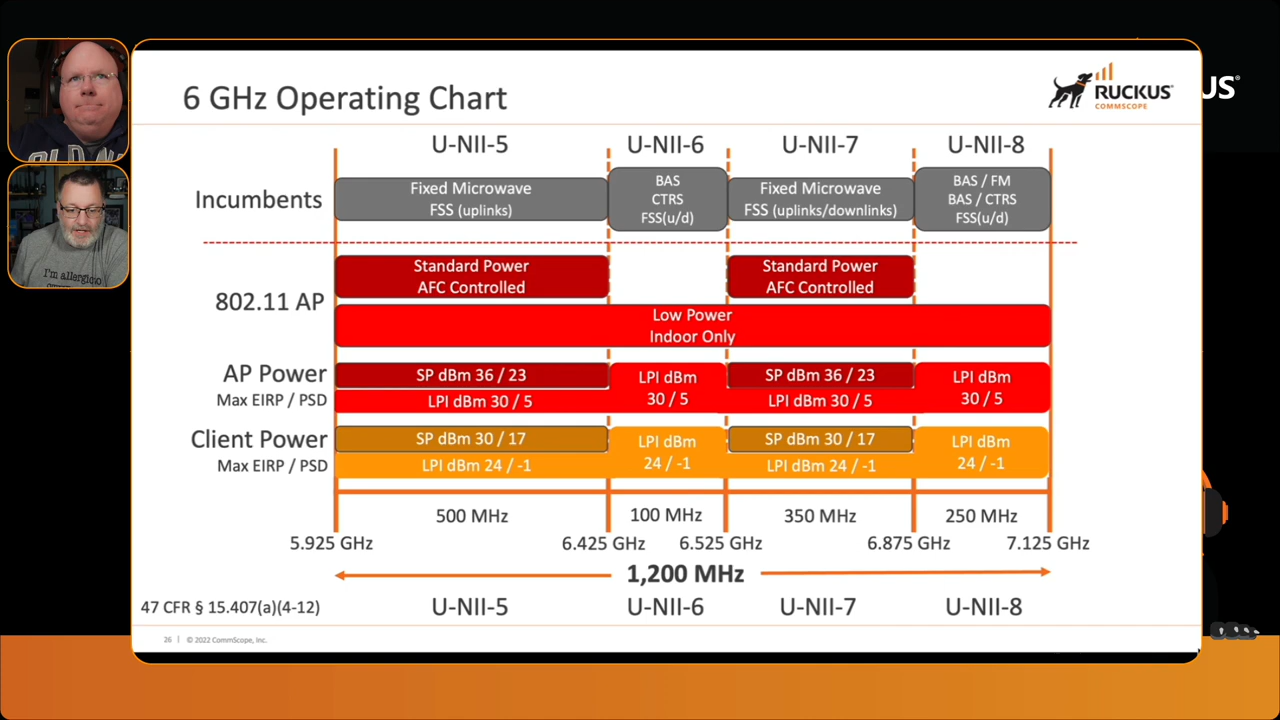 6 GHz Operating Chart
RUCKUS®
COMMSCOPE
US®
OLD NA
I'm allergic to
U-NII-5 U-NII-6 U-NII-7 U-NII-8
Incumbents
Fixed Microwave
FSS (uplinks)
BAS
CTRS
FSS(u/d)
Fixed Microwave
FSS (uplinks/downlinks)
BAS / FM
BAS / CTRS
FSS(u/d)
802.11 AP
Standard Power
AFC Controlled
Standard Power
AFC Controlled
Low Power
Indoor Only
AP Power
Max EIRP / PSD
SP dBm 36 / 23
LPI dBm 30 / 5
LPI dBm
30 / 5
SP dBm 36 / 23
LPI dBm 30 / 5
LPI dBm
30 / 5
Client Power
Max EIRP / PSD
SP dBm 30 / 17
LPI dBm 24 / -1
LPI dBm
24 / -1
SP dBm 30 / 17
LPI dBm 24 / -1
LPI dBm
24 / -1
500 MHz 100 MHz 350 MHz 250 MHz
5.925 GHz 6.425 GHz 6.525 GHz 6.875 GHz 7.125 GHz
1,200 MHz
47 CFR § 15.407(a)(4-12)
U-NII-5 U-NII-6 U-NII-7 U-NII-8
26 | © 2022 CommScope, Inc.